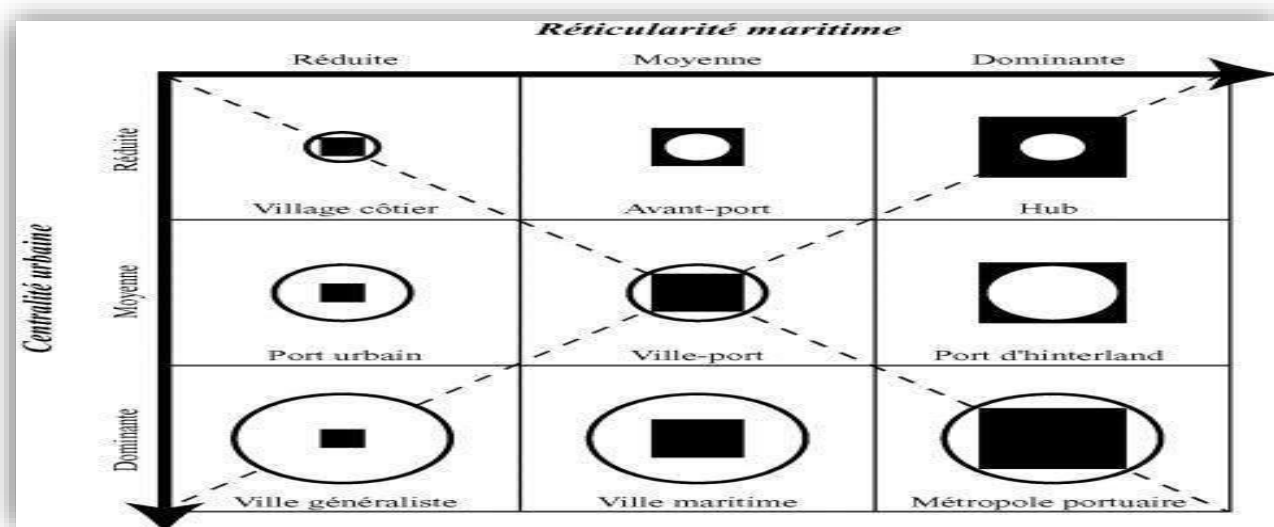 Réticularité maritime
Réduite Moyenne Dominante
Centralité urbaine
Réduite
Village côtier Avant-port Hub
Moyenne
Port urbain Ville-port Port d'hinterland
Dominante
Ville généraliste Ville maritime Métropole portuaire